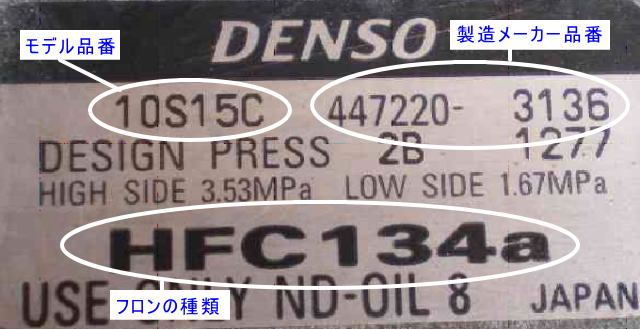 DENSO
モデル品番
製造メーカー品番
10S15C 447220- 3136
DESIGN PRESS 2B 1277
HIGH SIDE 3.53MPa LOW SIDE 1.67MPa
HFC134a
USE ONLY ND-OIL 8 JAPAN
フロンの種類